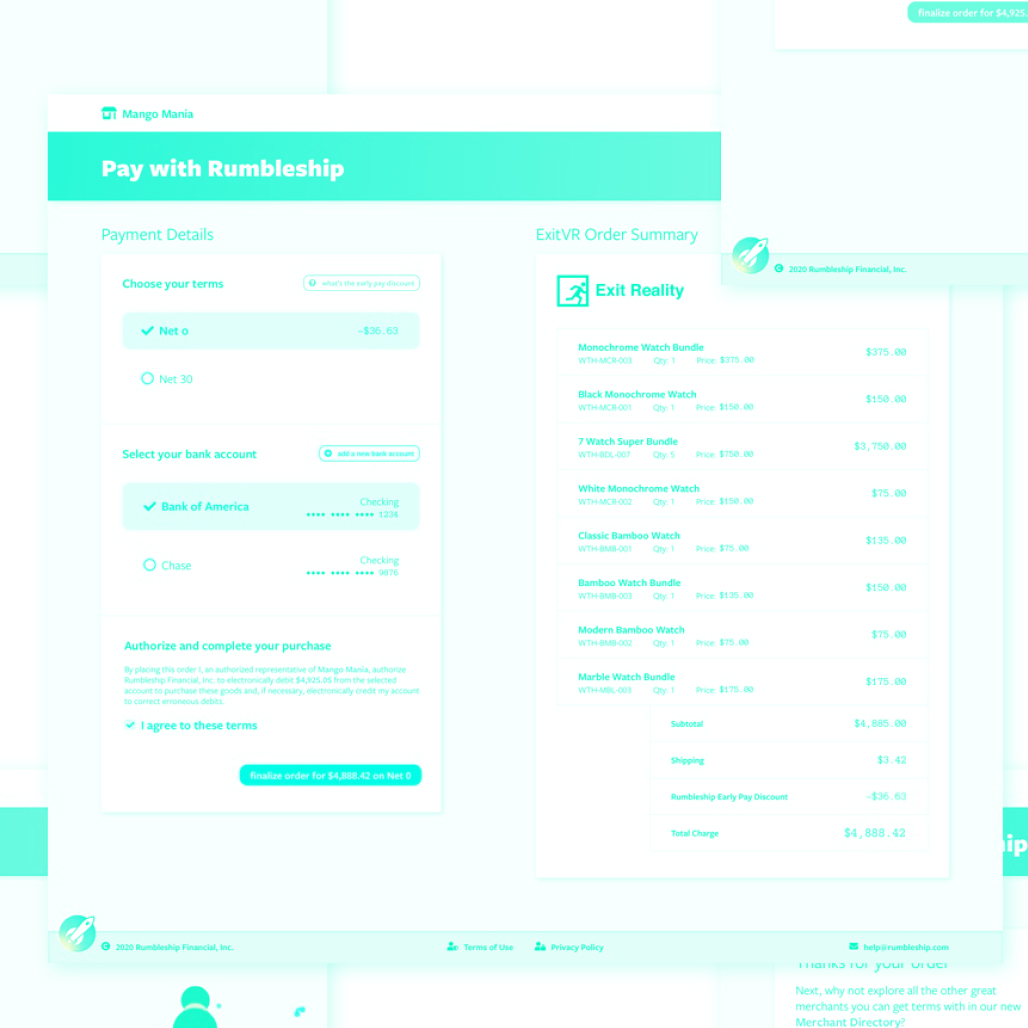 finalize order for $4,925.
Mango Mania
Pay with Rumbleship
Payment Details
Choose your terms
what's the early pay discount
Net 0
-$36.63
Net 30
Select your bank account
add a new bank account
Bank of America
Checking
•••• •••• •••• 1234
Chase
Checking
•••• •••• •••• 9876
Authorize and complete your purchase
By placing this order I, an authorized representative of Mango Mania, authorize
Rumbleship Financial, Inc. to electronically debit $4,925.05 from the selected
account to purchase these goods and, if necessary, electronically credit my account
to correct erroneous debits.
I agree to these terms
finalize order for $4,888.42 on Net 0
ExitVR Order Summary
Exit Reality
Monochrome Watch Bundle
WTH-MCR-003 Qty: 1 Price: $375.00
$375.00
Black Monochrome Watch
WTH-MCR-001 Qty: 1 Price: $150.00
$150.00
7 Watch Super Bundle
WTH-BDL-007 Qty: 5 Price: $750.00
$3,750.00
White Monochrome Watch
WTH-MCR-002 Qty: 1 Price: $150.00
$75.00
Classic Bamboo Watch
WTH-BMB-001 Qty: 1 Price: $75.00
$135.00
Bamboo Watch Bundle
WTH-BMB-003 Qty: 1 Price: $135.00
$150.00
Modern Bamboo Watch
WTH-BMB-002 Qty: 1 Price: $75.00
$75.00
Marble Watch Bundle
WTH-MBL-003 Qty: 1 Price: $175.00
$175.00
Subtotal $4,885.00
Shipping $3.42
Rumbleship Early Pay Discount -$36.63
Total Charge $4,888.42
© 2020 Rumbleship Financial, Inc.
© 2020 Rumbleship Financial, Inc.
Terms of Use
Privacy Policy
help@rumbleship.com
ip
Thanks for your order
Next, why not explore all the other great
merchants you can get terms with in our new
Merchant Directory?